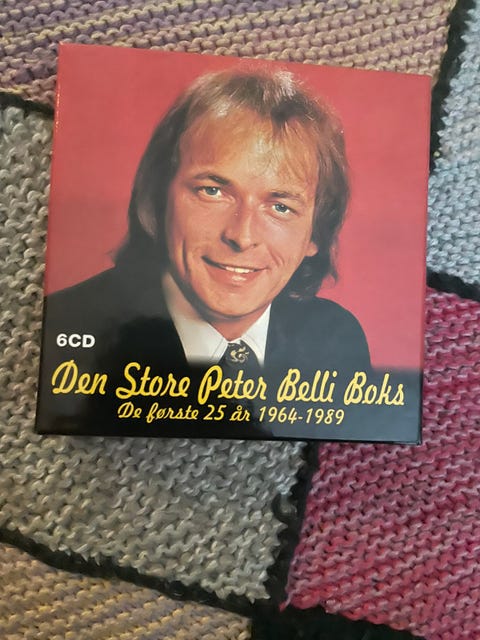 6CD
Den Store Peter Belli Boks
De første 25 år 1964-1989